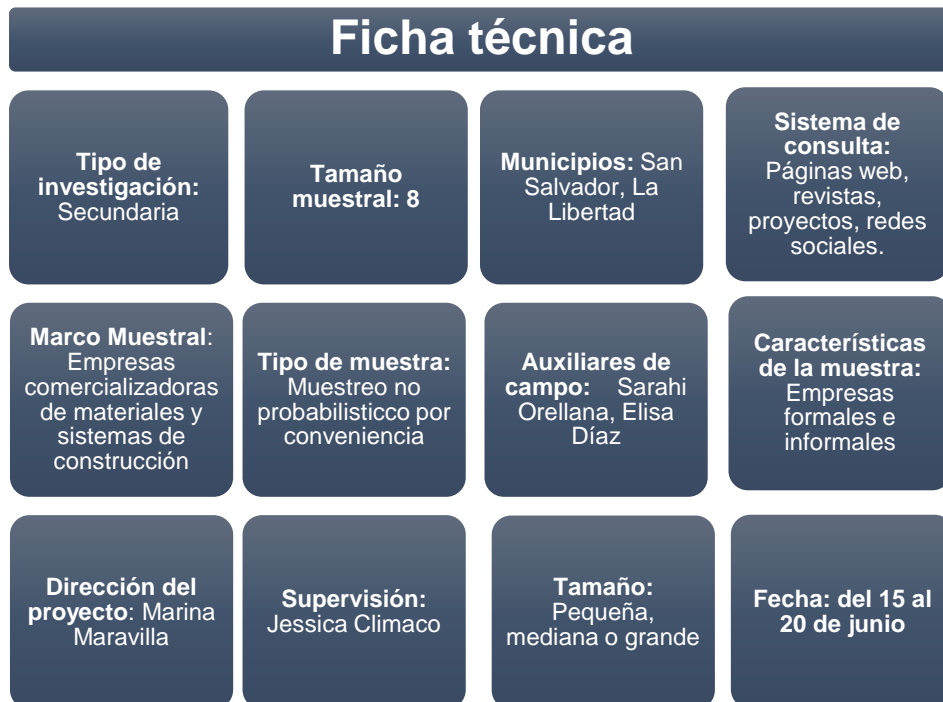 Ficha técnica
Tipo de
investigación:
Secundaria
Tamaño
muestral: 8
Municipios: San
Salvador, La
Libertad
Sistema de
consulta:
Páginas web,
revistas,
proyectos, redes
sociales.
Marco Muestral:
Empresas
comercializadoras
de materiales y
sistemas de
construcción
Tipo de muestra:
Muestreo no
probabilisticco por
conveniencia
Auxiliares de
campo: Sarahi
Orellana, Elisa
Díaz
Características
de la muestra:
Empresas
formales e
informales
Dirección del
proyecto: Marina
Maravilla
Supervisión:
Jessica Climaco
Tamaño:
Pequeña,
mediana o grande
Fecha: del 15 al
20 de junio